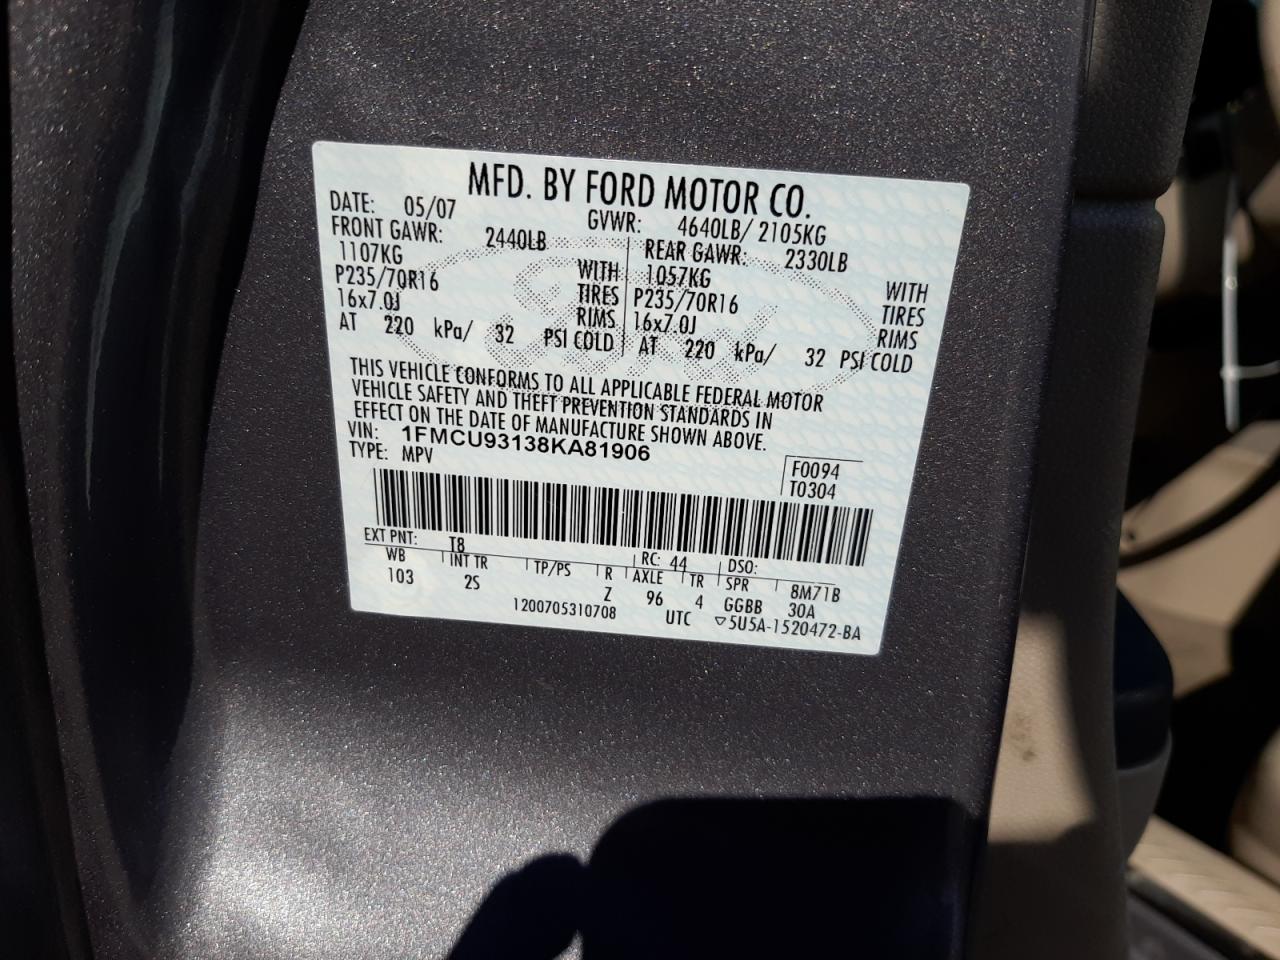 MFD. BY FORD MOTOR CO.
DATE: 05/07 GVWR: 4640LB/ 2105KG
FRONT GAWR: 2440LB REAR GAWR: 2330LB
1107KG WITH 1057KG WITH
P235/70R16 TIRES P235/70R16 TIRES
16x7.0J RIMS 16x7.0J RIMS
AT 220 kPa/ 32 PSI COLD AT 220 kPa/ 32 PSI COLD
THIS VEHICLE CONFORMS TO ALL APPLICABLE FEDERAL MOTOR
VEHICLE SAFETY AND THEFT PREVENTION STANDARDS IN
EFFECT ON THE DATE OF MANUFACTURE SHOWN ABOVE.
VIN: 1FMCU93138KA81906
TYPE: MPV
F0094
T0304
EXT PNT: T8 RC: 44 DSO:
WB INT TR TP/PS R AXLE TR SPR 8M71B
103 2S Z 96 4 GGBB 30A
1200705310708 UTC ▽5U5A-1520472-BA